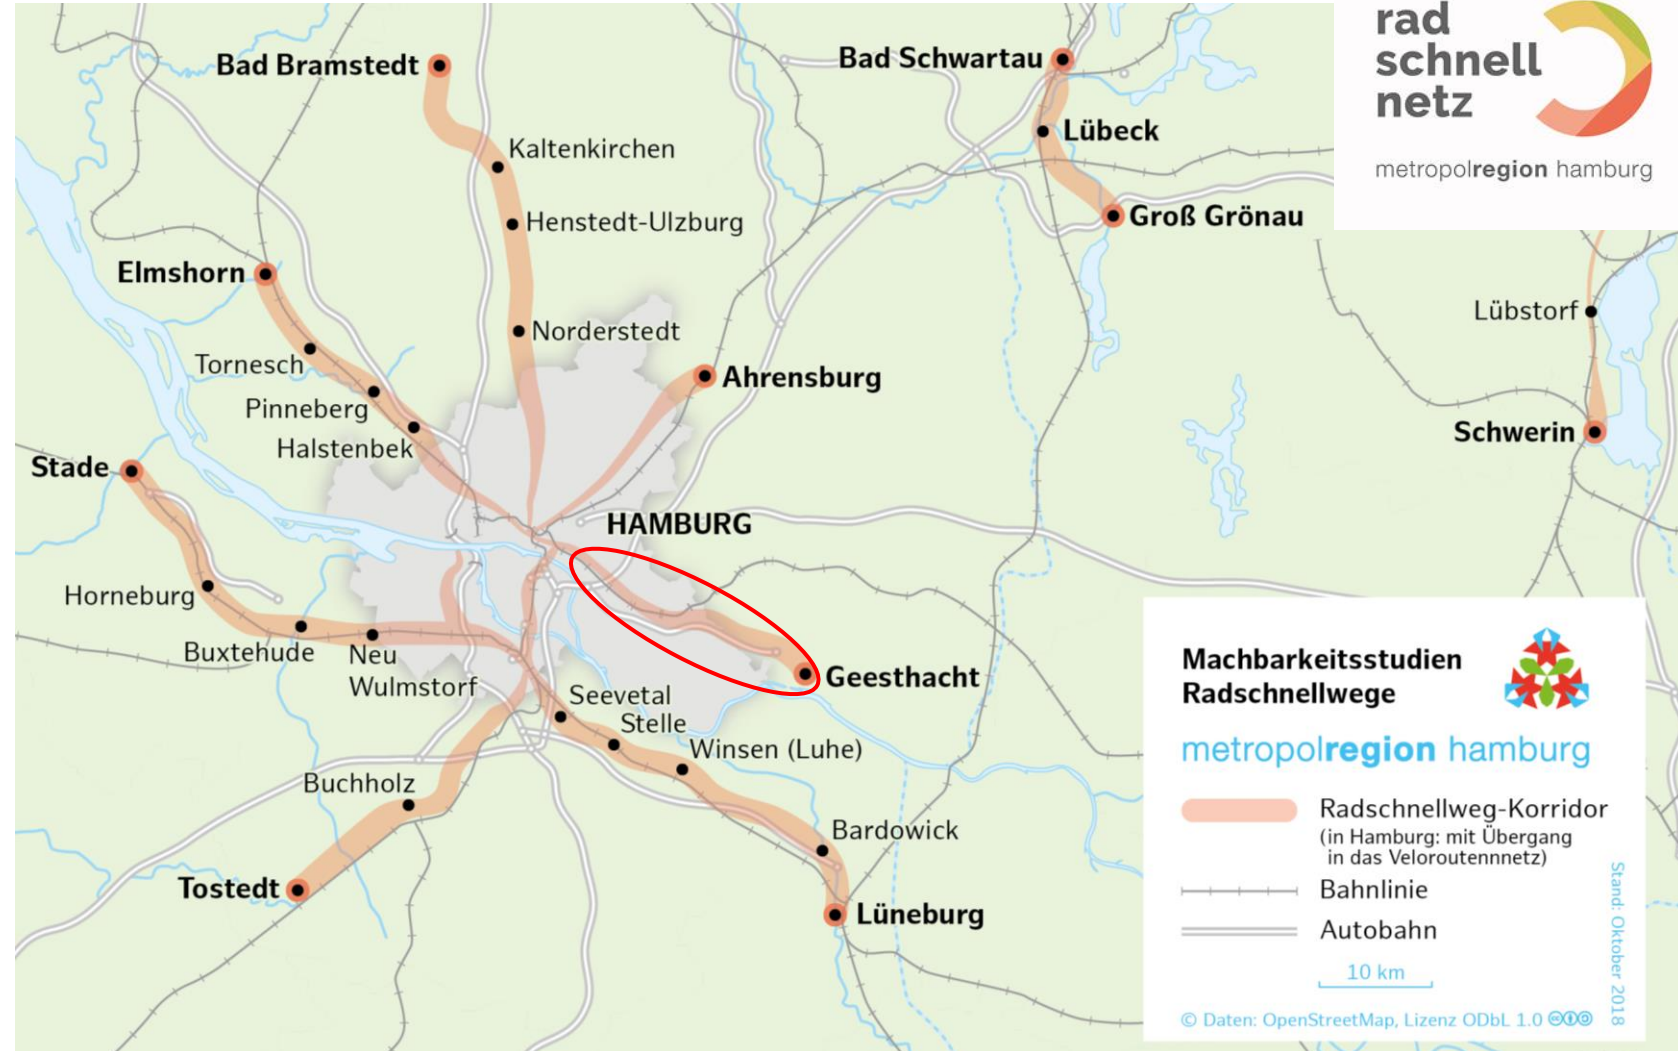 rad
schnell
netz
metropolregion hamburg
Bad Bramstedt
Bad Schwartau
Lübeck
Kaltenkirchen
Groß Grönau
Henstedt-Ulzburg
Elmshorn
Lübstorf
Norderstedt
Tornesch
Ahrensburg
Pinneberg
Schwerin
Halstenbek
Stade
HAMBURG
Horneburg
Buxtehude
Neu
Wulmstorf
Geesthacht
Seevetal
Stelle
Winsen (Luhe)
Buchholz
Bardowick
Tostedt
Lüneburg
Machbarkeitsstudien
Radschnellwege
metropolregion hamburg
Radschnellweg-Korridor
(in Hamburg: mit Übergang
in das Veloroutennnetz)
Bahnlinie
Autobahn
10 km
© Daten: OpenStreetMap, Lizenz ODbL 1.0
Stand: Oktober 2018